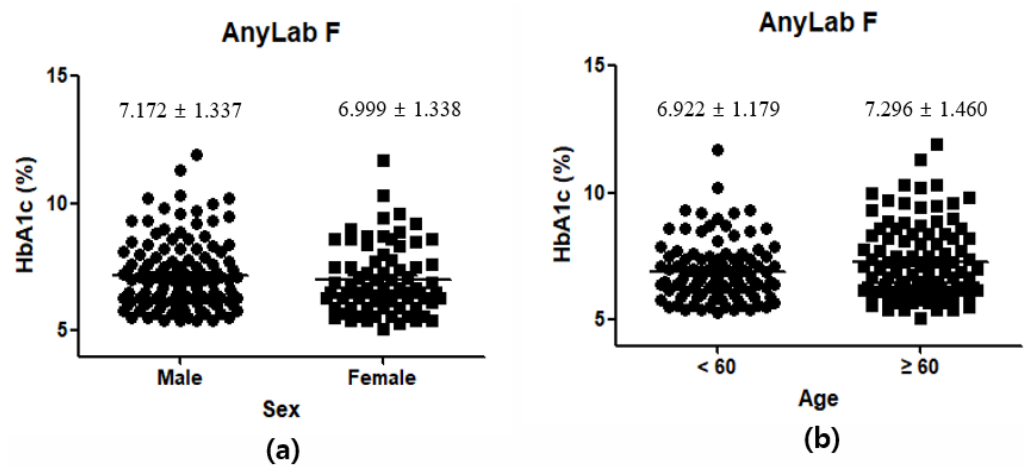 AnyLab F
15
10
5
HbA1c (%)
7.172 ± 1.337
6.999 ± 1.338
Male
Female
Sex
(a)
AnyLab F
15
10
5
HbA1c (%)
6.922 ± 1.179
7.296 ± 1.460
< 60
≥ 60
Age
(b)